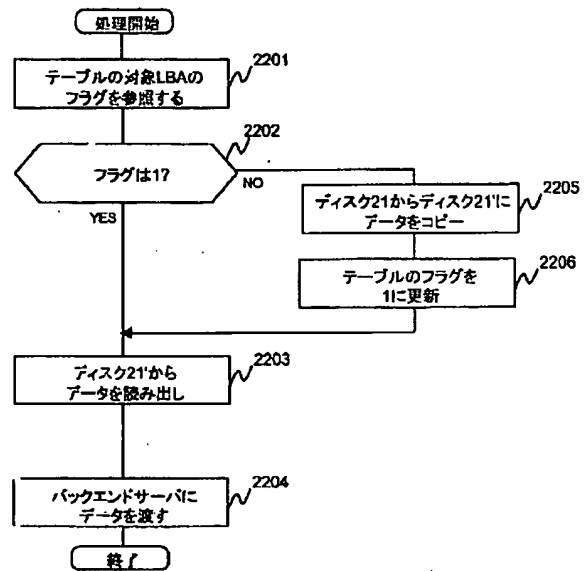 処理開始
テーブルの対象LBAの
フラグを参照する
2201
2202
フラグは1?
NO
YES
ディスク21からディスク21'に
データをコピー
2205
テーブルのフラグを
1に更新
2206
ディスク21'から
データを読み出し
2203
バックエンドサーバに
データを渡す
2204
終了